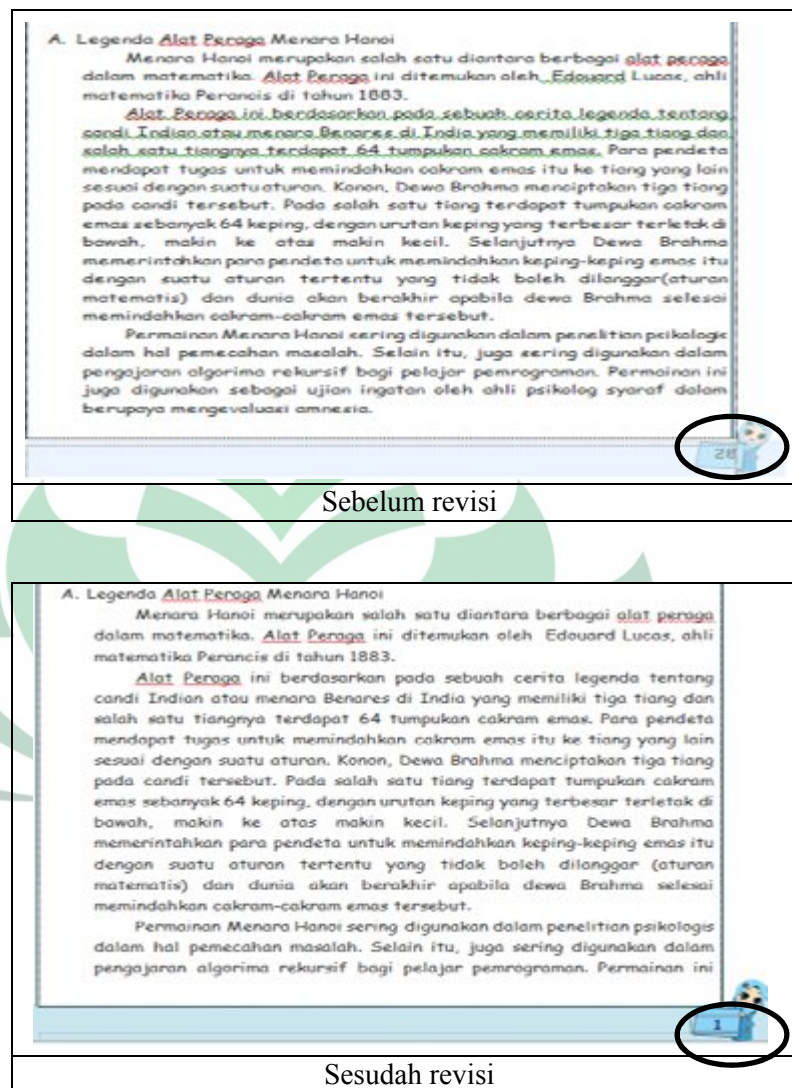 A. Legenda Alat Peraga Menara Hanoi
Menara Hanoi merupakan salah satu diantara berbagai alat peraga
dalam matematika. Alat Peraga ini ditemukan oleh Edouard Lucas, ahli
matematika Perancis di tahun 1883.
Alat Peraga ini berdasarkan pada sebuah cerita legenda tentang
candi Indian atau menara Benares di India yang memiliki tiga tiang dan
salah satu tiangnya terdapat 64 tumpukan cakram emas. Para pendeta
mendapat tugas untuk memindahkan cakram emas itu ke tiang yang lain
sesuai dengan suatu aturan. Konon, Dewa Brahma menciptakan tiga tiang
pada candi tersebut. Pada salah satu tiang terdapat tumpukan cakram
emas sebanyak 64 keping, dengan urutan keping yang terbesar terletak di
bawah, makin ke atas makin kecil. Selanjutnya Dewa Brahma
memerintahkan para pendeta untuk memindahkan keping-keping emas itu
dengan suatu aturan tertentu yang tidak boleh dilanggar(aturan
matematis) dan dunia akan berakhir apabila dewa Brahma selesai
memindahkan cakram-cakram emas tersebut.
Permainan Menara Hanoi sering digunakan dalam penelitian psikologis
dalam hal pemecahan masalah. Selain itu, juga sering digunakan dalam
pengajaran algorima rekursif bagi pelajar pemrograman. Permainan ini
juga digunakan sebagai ujian ingatan oleh ahli psikolog syaraf dalam
berupaya mengevaluasi amnesia.
28
Sebelum revisi
A. Legenda Alat Peraga Menara Hanoi
Menara Hanoi merupakan salah satu diantara berbagai alat peraga
dalam matematika. Alat Peraga ini ditemukan oleh Edouard Lucas, ahli
matematika Perancis di tahun 1883.
Alat Peraga ini berdasarkan pada sebuah cerita legenda tentang
candi Indian atau menara Benares di India yang memiliki tiga tiang dan
salah satu tiangnya terdapat 64 tumpukan cakram emas. Para pendeta
mendapat tugas untuk memindahkan cakram emas itu ke tiang yang lain
sesuai dengan suatu aturan. Konon, Dewa Brahma menciptakan tiga tiang
pada candi tersebut. Pada salah satu tiang terdapat tumpukan cakram
emas sebanyak 64 keping, dengan urutan keping yang terbesar terletak di
bawah, makin ke atas makin kecil. Selanjutnya Dewa Brahma
memerintahkan para pendeta untuk memindahkan keping-keping emas itu
dengan suatu aturan tertentu yang tidak boleh dilanggar (aturan
matematis) dan dunia akan berakhir apabila dewa Brahma selesai
memindahkan cakram-cakram emas tersebut.
Permainan Menara Hanoi sering digunakan dalam penelitian psikologis
dalam hal pemecahan masalah. Selain itu, juga sering digunakan dalam
pengajaran algorima rekursif bagi pelajar pemrograman. Permainan ini
1
Sesudah revisi